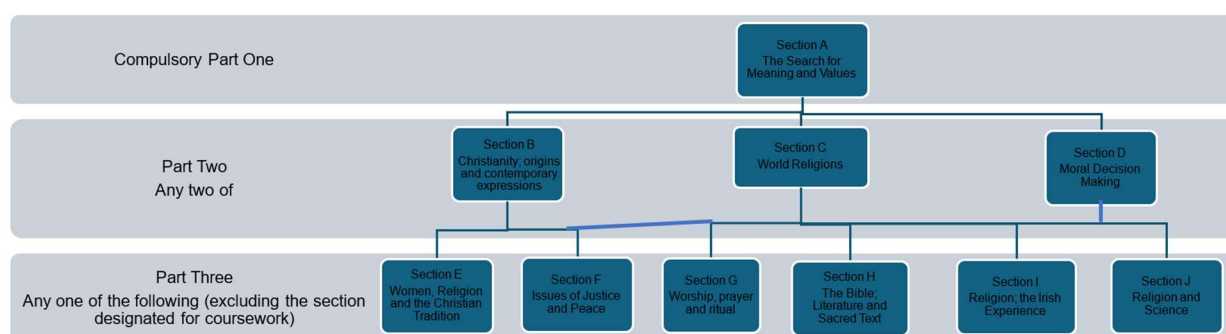 Compulsory Part One
Section A
The Search for
Meaning and Values
Part Two
Any two of
Section B
Christianity; origins
and contemporary
expressions
Section C
World Religions
Section D
Moral Decision
Making
Part Three
Any one of the following (excluding the section
designated for coursework)
Section E
Women, Religion
and the Christian
Tradition
Section F
Issues of Justice
and Peace
Section G
Worship, prayer
and ritual
Section H
The Bible;
Literature and
Sacred Text
Section I
Religion; the Irish
Experience
Section J
Religion and
Science